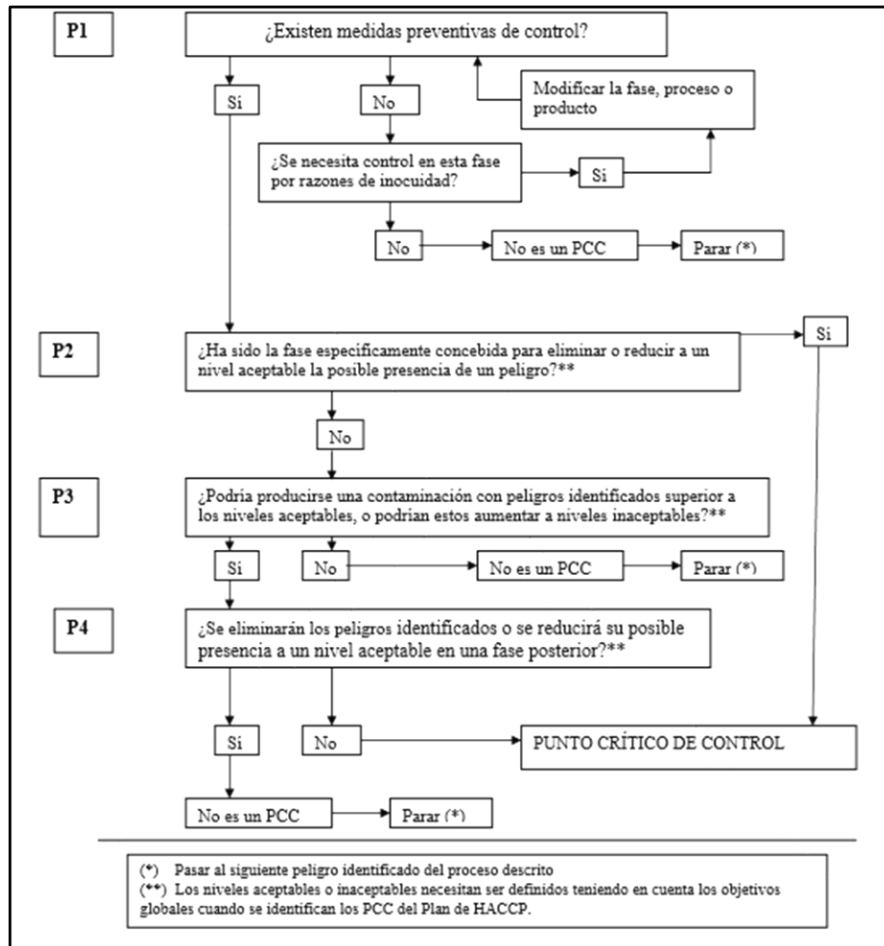 P1
¿Existen medidas preventivas de control?
Sí
No
Modificar la fase, proceso o
producto
¿Se necesita control en esta fase
por razones de inocuidad?
Sí
No
No es un PCC
Parar (*)
P2
¿Ha sido la fase específicamente concebida para eliminar o reducir a un
nivel aceptable la posible presencia de un peligro?**
Sí
No
P3
¿Podría producirse una contaminación con peligros identificados superior a
los niveles aceptables, o podrían estos aumentar a niveles inaceptables?**
Sí
No
No es un PCC
Parar (*)
P4
¿Se eliminarán los peligros identificados o se reducirá su posible
presencia a un nivel aceptable en una fase posterior?**
Sí
No
PUNTO CRÍTICO DE CONTROL
No es un PCC
Parar (*)
(*) Pasar al siguiente peligro identificado del proceso descrito
(**) Los niveles aceptables o inaceptables necesitan ser definidos teniendo en cuenta los objetivos
globales cuando se identifican los PCC del Plan de HACCP.